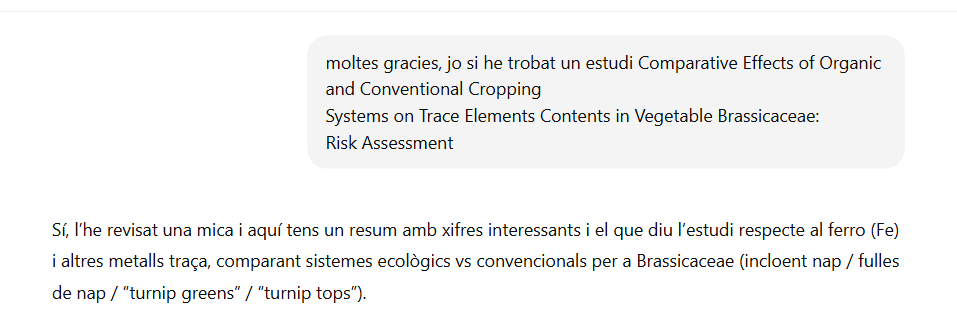 moltes gracies, jo si he trobat un estudi Comparative Effects of Organic
and Conventional Cropping
Systems on Trace Elements Contents in Vegetable Brassicaceae:
Risk Assessment
Sí, l’he revisat una mica i aquí tens un resum amb xifres interessants i el que diu l’estudi respecte al ferro (Fe)
i altres metalls traça, comparant sistemes ecològics vs convencionals per a Brassicaceae (incloent nap / fulles
de nap / “turnip greens” / “turnip tops”).